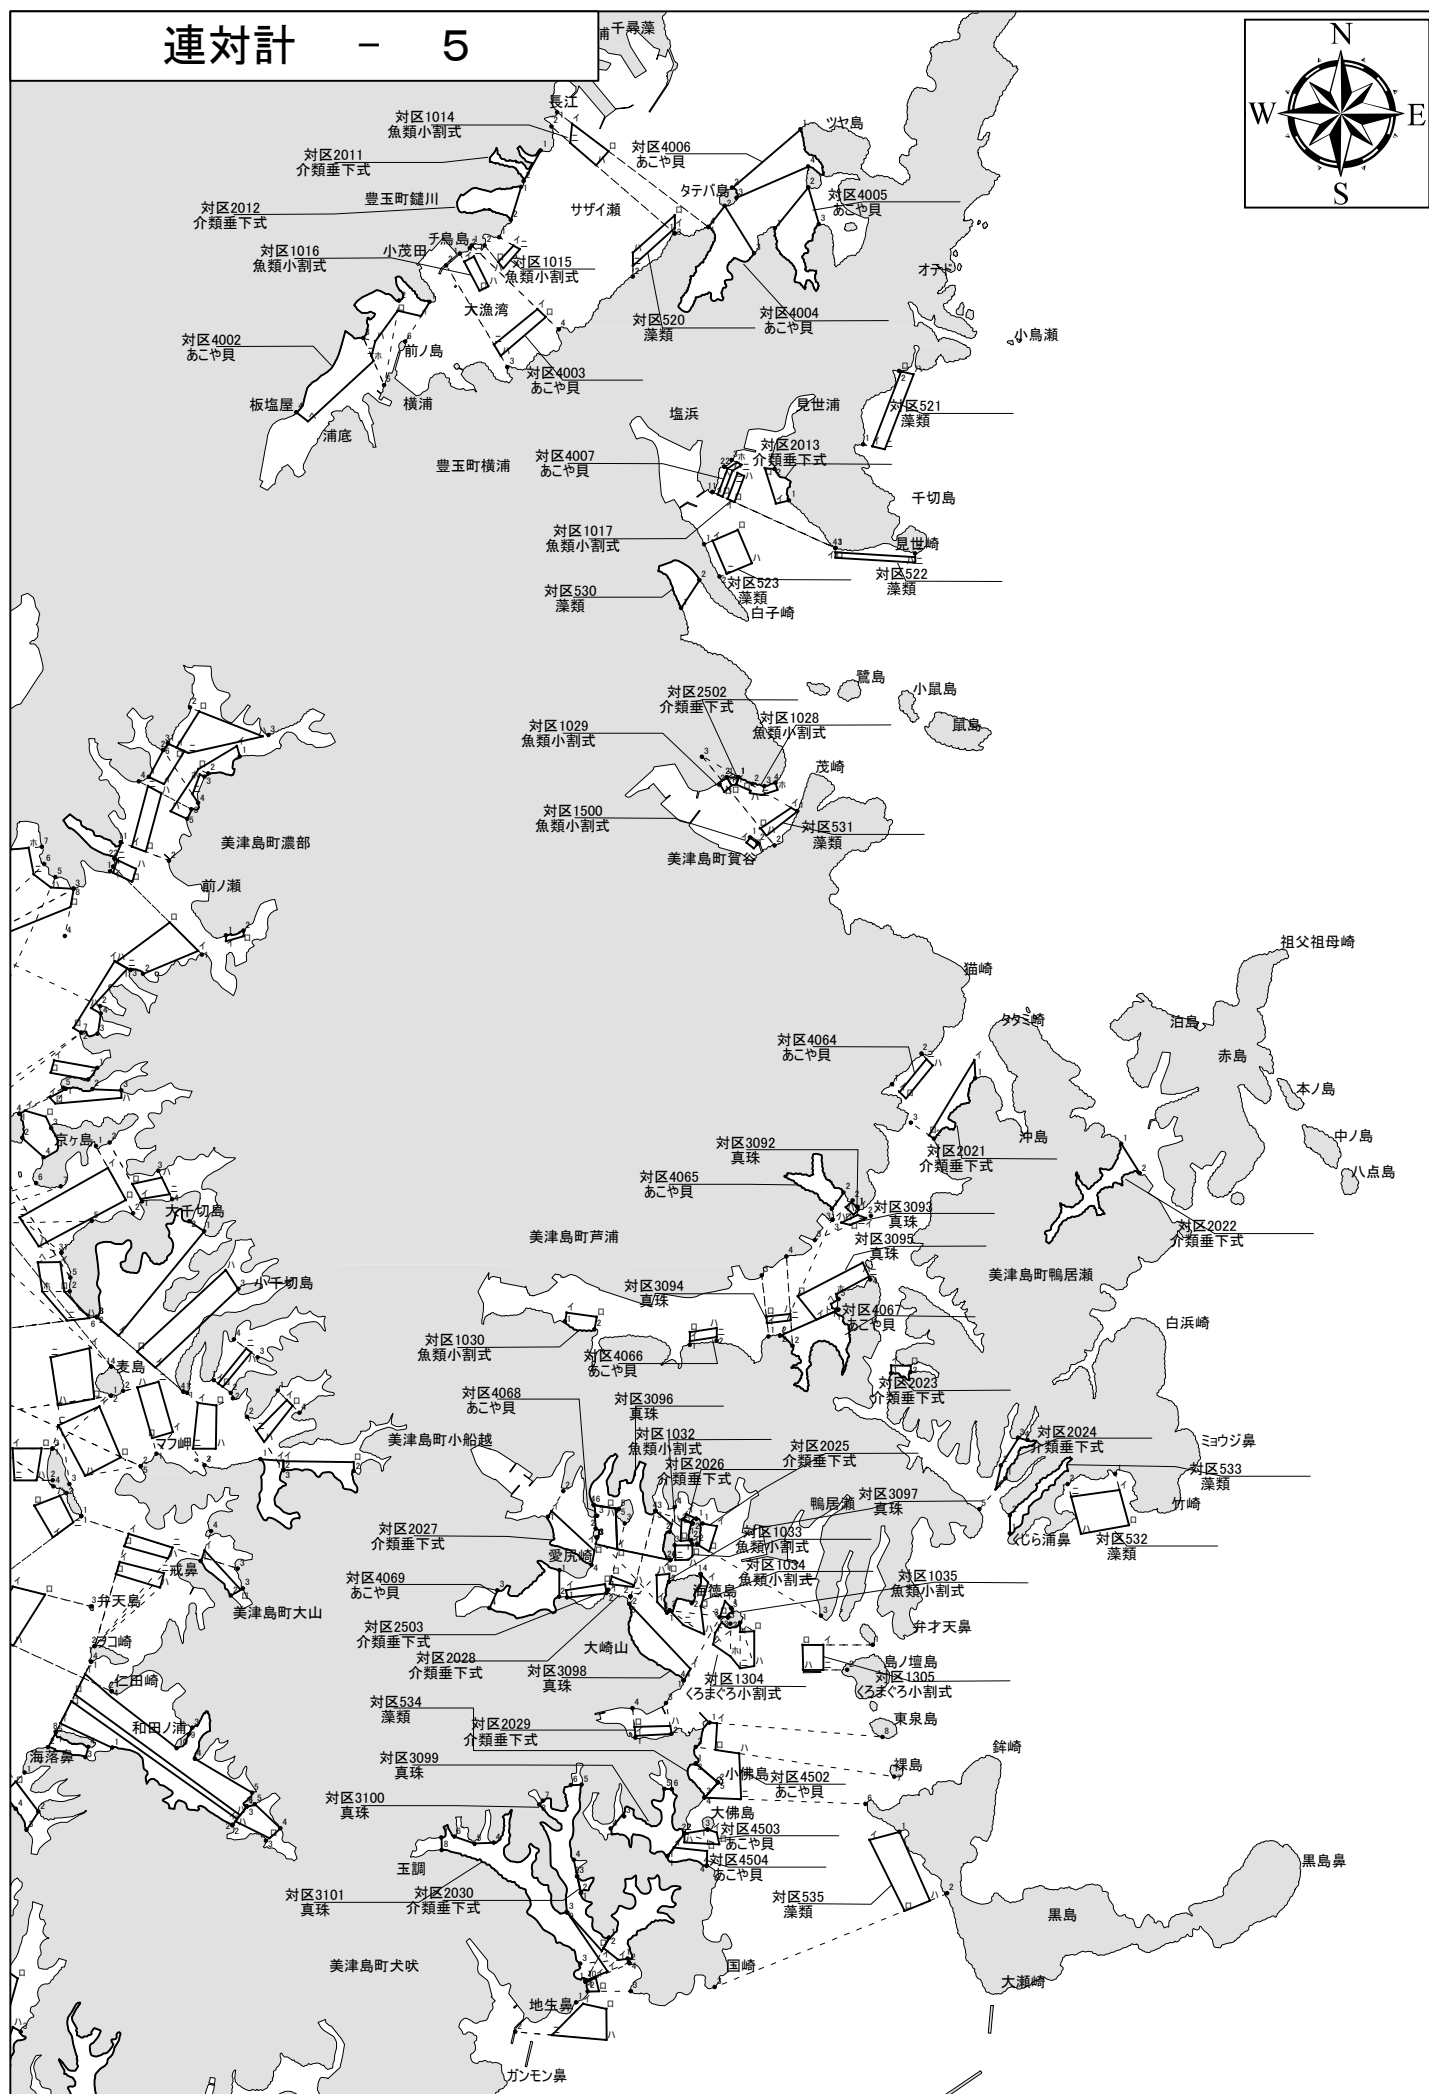 連対計 － ５
N
W
E
S
浦
千尋藻
長江
対区1014
魚類小割式
対区2011
介類垂下式
豊玉町鑓川
対区2012
介類垂下式
対区1016
魚類小割式
小茂田
千鳥島
サザイ瀬
対区4006
あこや貝
ツヤ島
タテバ島
対区4005
あこや貝
対区1015
魚類小割式
大漁湾
オテド
対区4002
あこや貝
前ノ島
対区520
藻類
対区4004
あこや貝
小鳥瀬
対区4003
あこや貝
板塩屋
横浦
浦底
塩浜
見世浦
対区521
藻類
対区2013
介類垂下式
対区4007
あこや貝
豊玉町横浦
千切島
対区1017
魚類小割式
見世崎
対区522
藻類
対区523
藻類
対区530
藻類
白子崎
鷺島
小鼠島
鼠島
対区2502
介類垂下式
対区1028
魚類小割式
対区1029
魚類小割式
茂崎
対区1500
魚類小割式
対区531
藻類
美津島町賀谷
美津島町濃部
前ノ瀬
祖父祖母崎
猫崎
タタミ崎
泊島
赤島
対区4064
あこや貝
本ノ島
中ノ島
八点島
沖島
対区2021
介類垂下式
京ヶ島
対区3092
真珠
対区4065
あこや貝
対区3093
真珠
対区2022
介類垂下式
大千切島
美津島町芦浦
対区3095
真珠
美津島町鴨居瀬
小千切島
対区3094
真珠
対区4067
あこや貝
白浜崎
対区1030
魚類小割式
対区4066
あこや貝
麦島
対区2023
介類垂下式
対区4068
あこや貝
対区3096
真珠
対区1032
魚類小割式
美津島町小船越
対区2025
介類垂下式
対区2024
介類垂下式
ミョウジ鼻
マフ岬
対区2026
介類垂下式
対区533
藻類
対区3097
真珠
鴨居瀬
竹崎
対区2027
介類垂下式
対区1033
魚類小割式
くじら浦鼻
対区532
藻類
愛尻崎
対区1034
魚類小割式
戒鼻
対区4069
あこや貝
海徳島
対区1035
魚類小割式
弁天島
美津島町大山
対区2503
介類垂下式
弁才天鼻
ラコ崎
大崎山
対区2028
介類垂下式
島ノ壇島
仁田崎
対区3098
真珠
対区1304
くろまぐろ小割式
対区1305
くろまぐろ小割式
対区534
藻類
東泉島
和田ノ浦
対区2029
介類垂下式
海落鼻
鉾崎
対区3099
真珠
小佛島
裸島
対区4502
あこや貝
対区3100
真珠
大佛島
対区4503
あこや貝
玉調
対区4504
あこや貝
黒島鼻
対区3101
真珠
対区2030
介類垂下式
対区535
藻類
黒島
美津島町犬吠
国崎
大瀬崎
地生鼻
ガンモン鼻